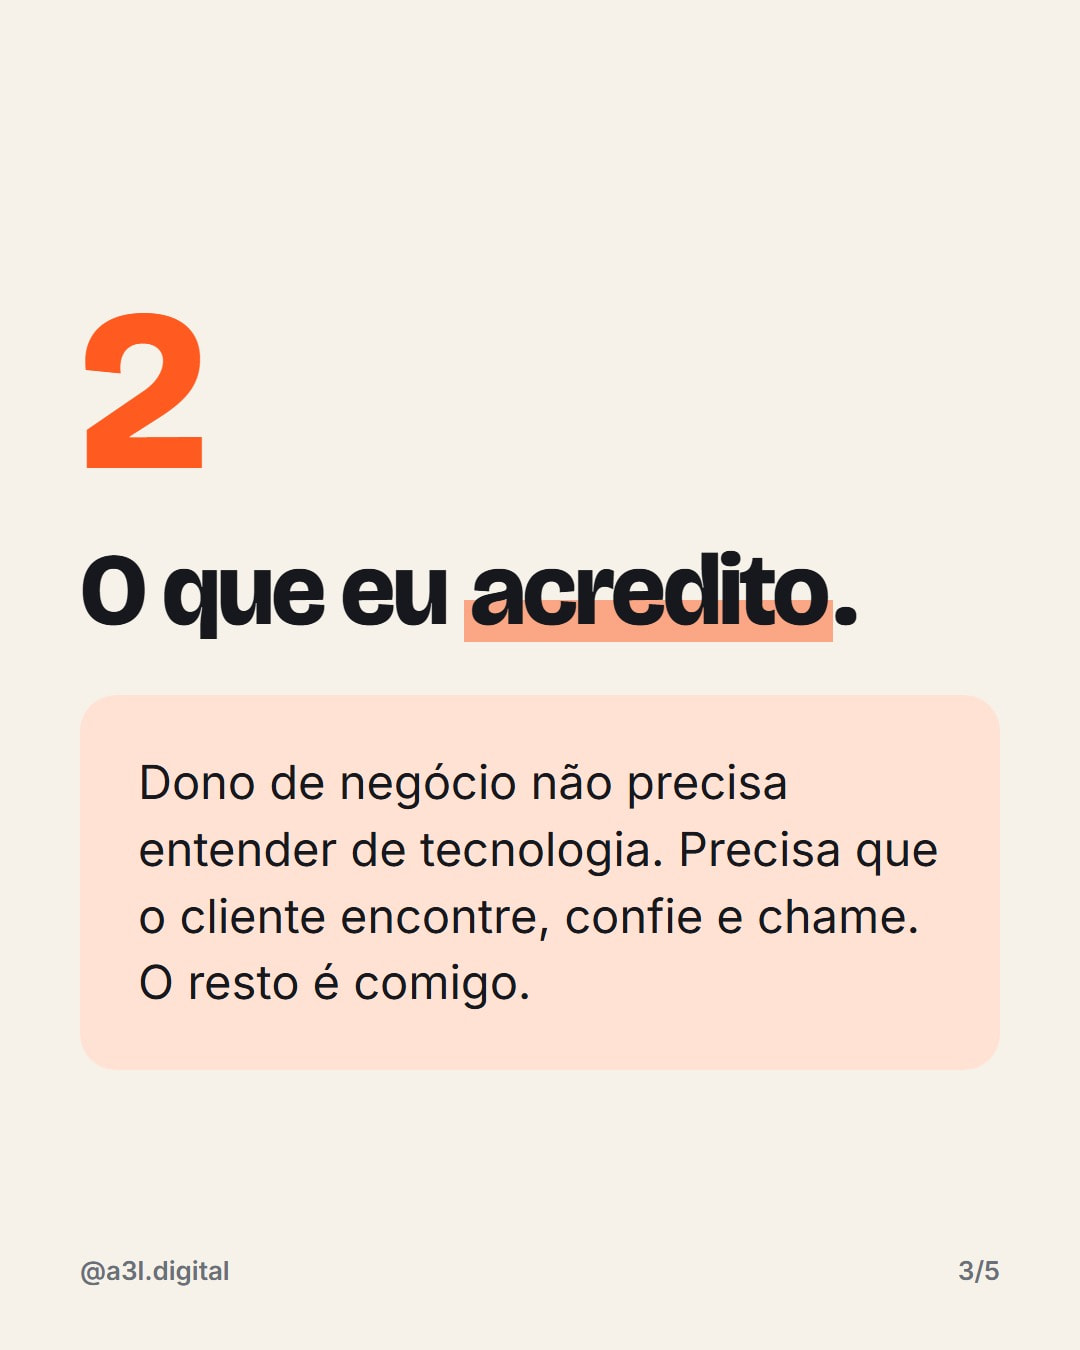 2
O que eu acredito.
Dono de negócio não precisa
entender de tecnologia. Precisa que
o cliente encontre, confie e chame.
O resto é comigo.
@a3l.digital
3/5